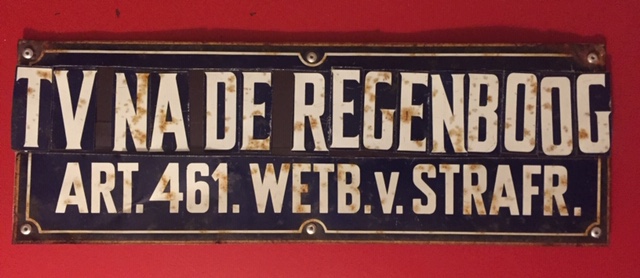 TV NA DE REGENBOOG
ART. 461. WETB. v. STRAFR.